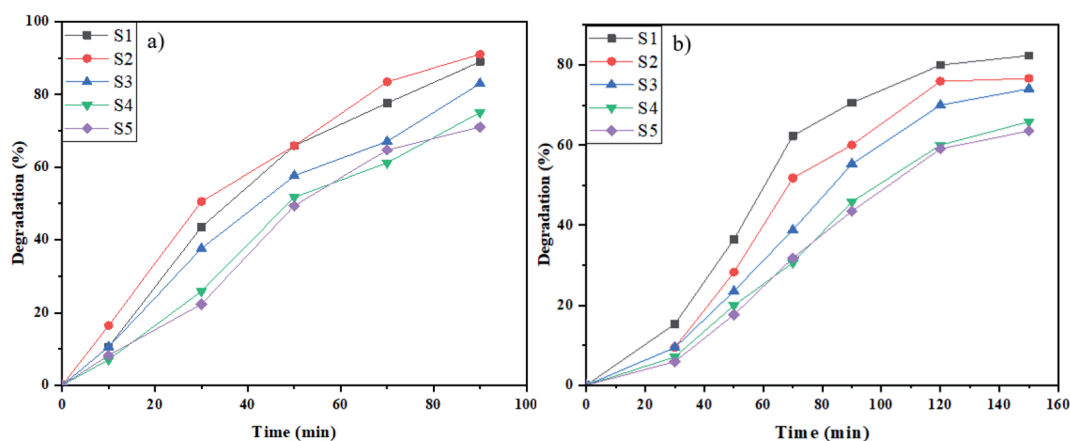 a)
S1
S2
S3
S4
S5
100
80
60
40
20
0
Degradation (%)
0 20 40 60 80 100
Time (min)
b)
S1
S2
S3
S4
S5
80
60
40
20
0
Degradation (%)
0 20 40 60 80 100 120 140 160
Time (min)